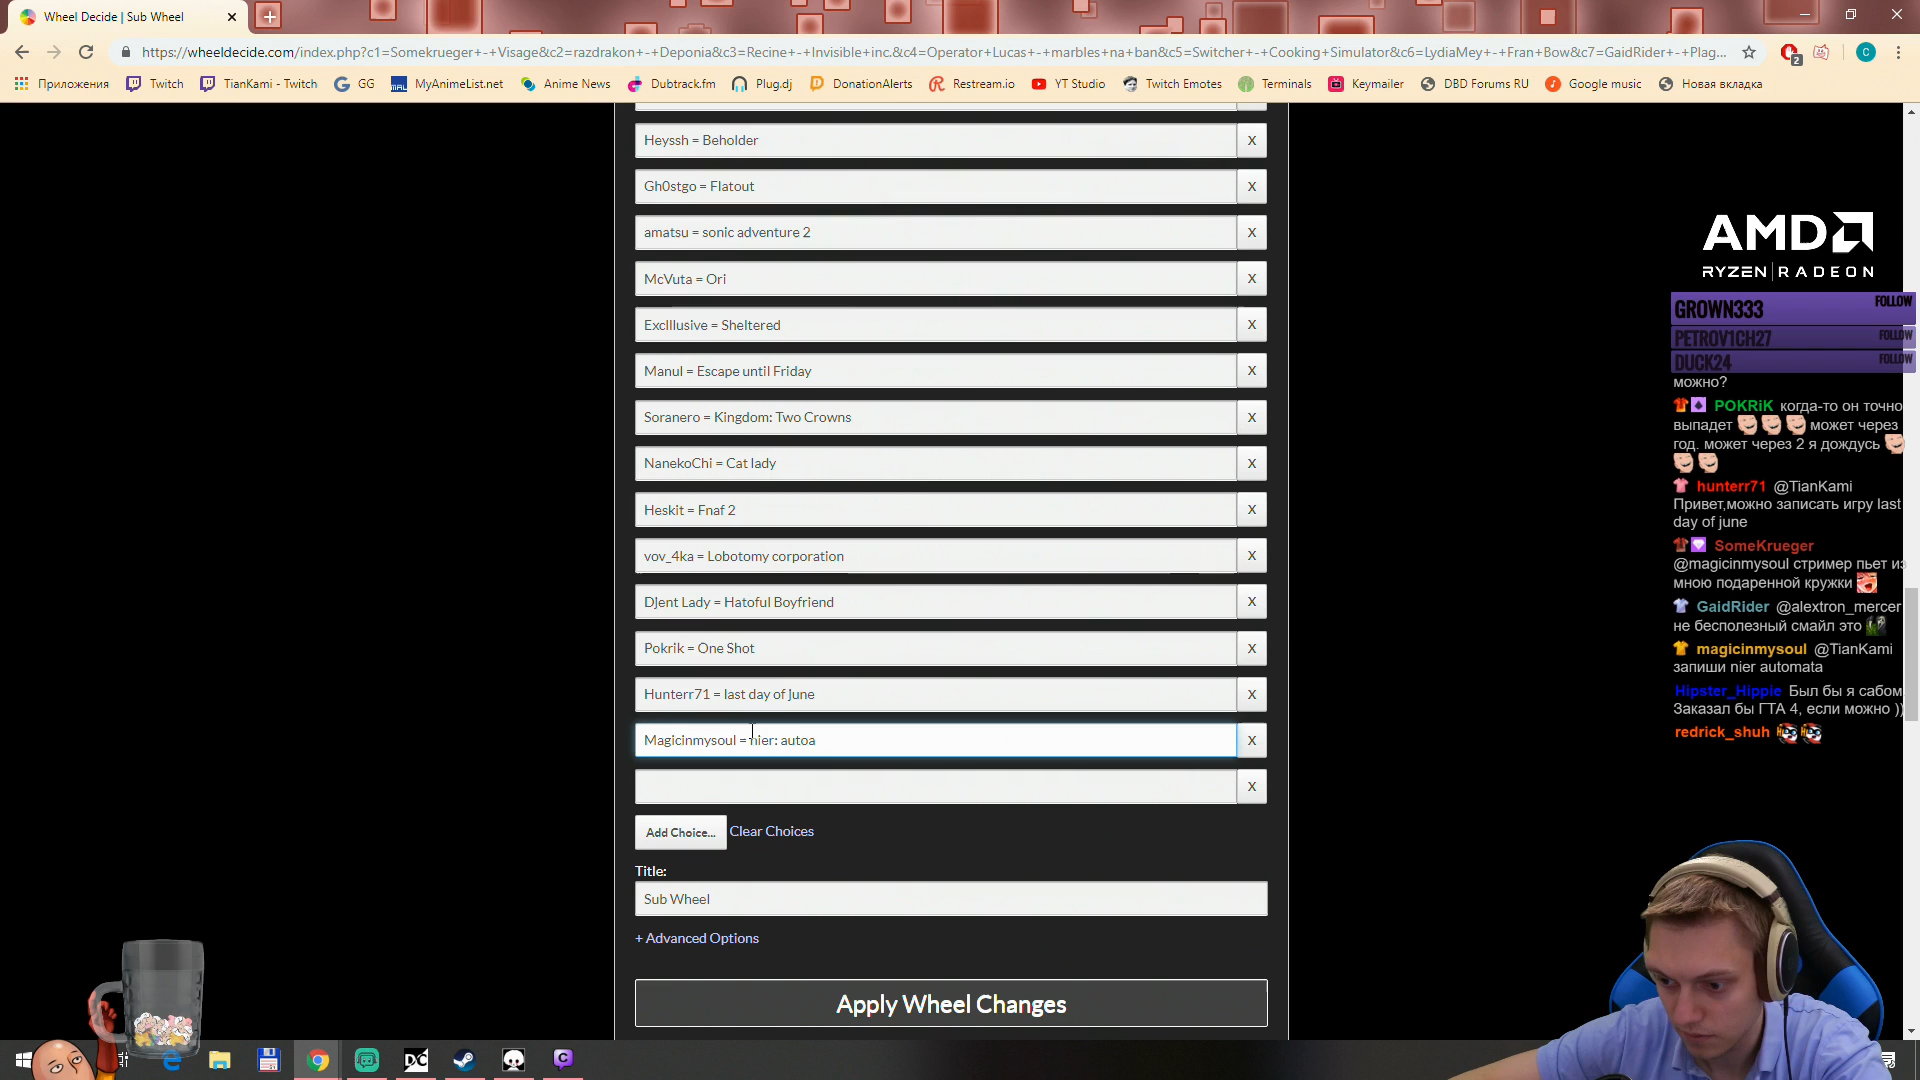 Wheel Decide | Sub Wheel
https://wheeldecide.com/index.php?c1=Somekrueger+-+Visage&c2=razdrakon+-+Deponia&c3=Recine+-+Invisible+inc.&c4=Operator+Lucas+-+marbles+na+ban&c5=Switcher+-+Cooking+Simulator&c6=LydiaMey+-+Fran+Bow&c7=GaidRider+-+Plag...
2
C
Приложения
Twitch
TianKami - Twitch
GG
MyAnimeList.net
Anime News
Dubtrack.fm
Plug.dj
DonationAlerts
Restream.io
YT Studio
Twitch Emotes
Terminals
Keymailer
DBD Forums RU
Google music
Новая вкладка
Heyssh = Beholder X
Gh0stgo = Flatout X
amatsu = sonic adventure 2 X
McVuta = Ori X
Exclllusive = Sheltered X
Manul = Escape until Friday X
Soranero = Kingdom: Two Crowns X
NanekoChi = Cat lady X
Heskit = Fnaf 2 X
vov_4ka = Lobotomy corporation X
DJent Lady = Hatoful Boyfriend X
Pokrik = One Shot X
Hunterr71 = last day of June X
Magicinmysoul = nier: autoa X
X
Add Choice... Clear Choices
Title:
Sub Wheel
+ Advanced Options
Apply Wheel Changes
AMD
RYZEN | RADEON
GROWN333 FOLLOW
PETROV1CH27 FOLLOW
DUCK24 FOLLOW
можно?
POKRiK когда-то он точно
выпадет может через
год. может через 2 я дождусь
hunterr71 @TianKami
Привет,можно записать игру last
day of june
SomeKrueger
@magicinmysoul стример пьет из
мною подаренной кружки
GaidRider @alextron_mercer
не бесполезный смайл это
magicinmysoul @TianKami
запиши nier automata
Hipster_Hippie Был бы я сабом
Заказал бы ГТА 4, если можно ))
redrick_shuh
DC
C